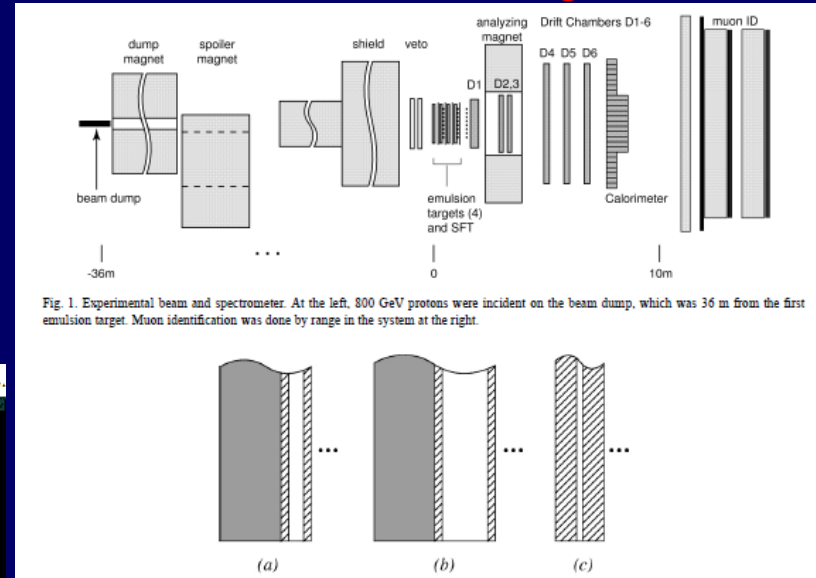 analyzing
magnet
Drift Chambers D1-6
muon ID
dump
magnet
spoiler
magnet
shield
veto
D4 D5 D6
D1
D2,3
beam dump
emulsion
targets (4)
and SFT
Calorimeter
• • •
-36m
0
10m
Fig. 1. Experimental beam and spectrometer. At the left, 800 GeV protons were incident on the beam dump, which was 36 m from the first
emulsion target. Muon identification was done by range in the system at the right.
••• ••• •••
(a) (b) (c)